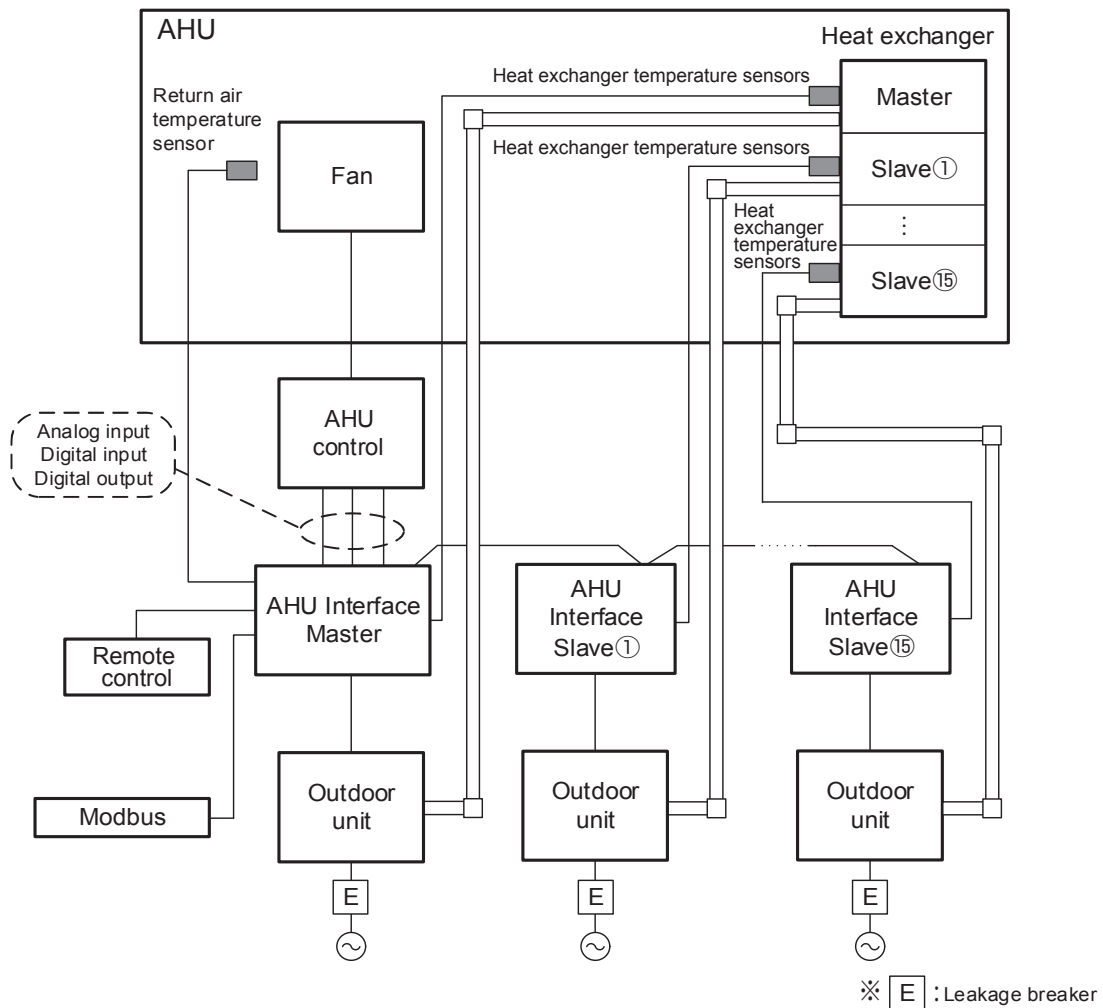 AHU
Heat exchanger
Heat exchanger temperature sensors
Master
Return air
temperature
sensor
Fan
Heat exchanger temperature sensors
Slave①
Heat
exchanger
temperature
sensors
⋮
Slave⑮
AHU
control
Analog input
Digital input
Digital output
AHU Interface
Master
AHU
Interface
Slave①
AHU
Interface
Slave⑮
Remote
control
Modbus
Outdoor
unit
Outdoor
unit
Outdoor
unit
E
E
E
※ E : Leakage breaker